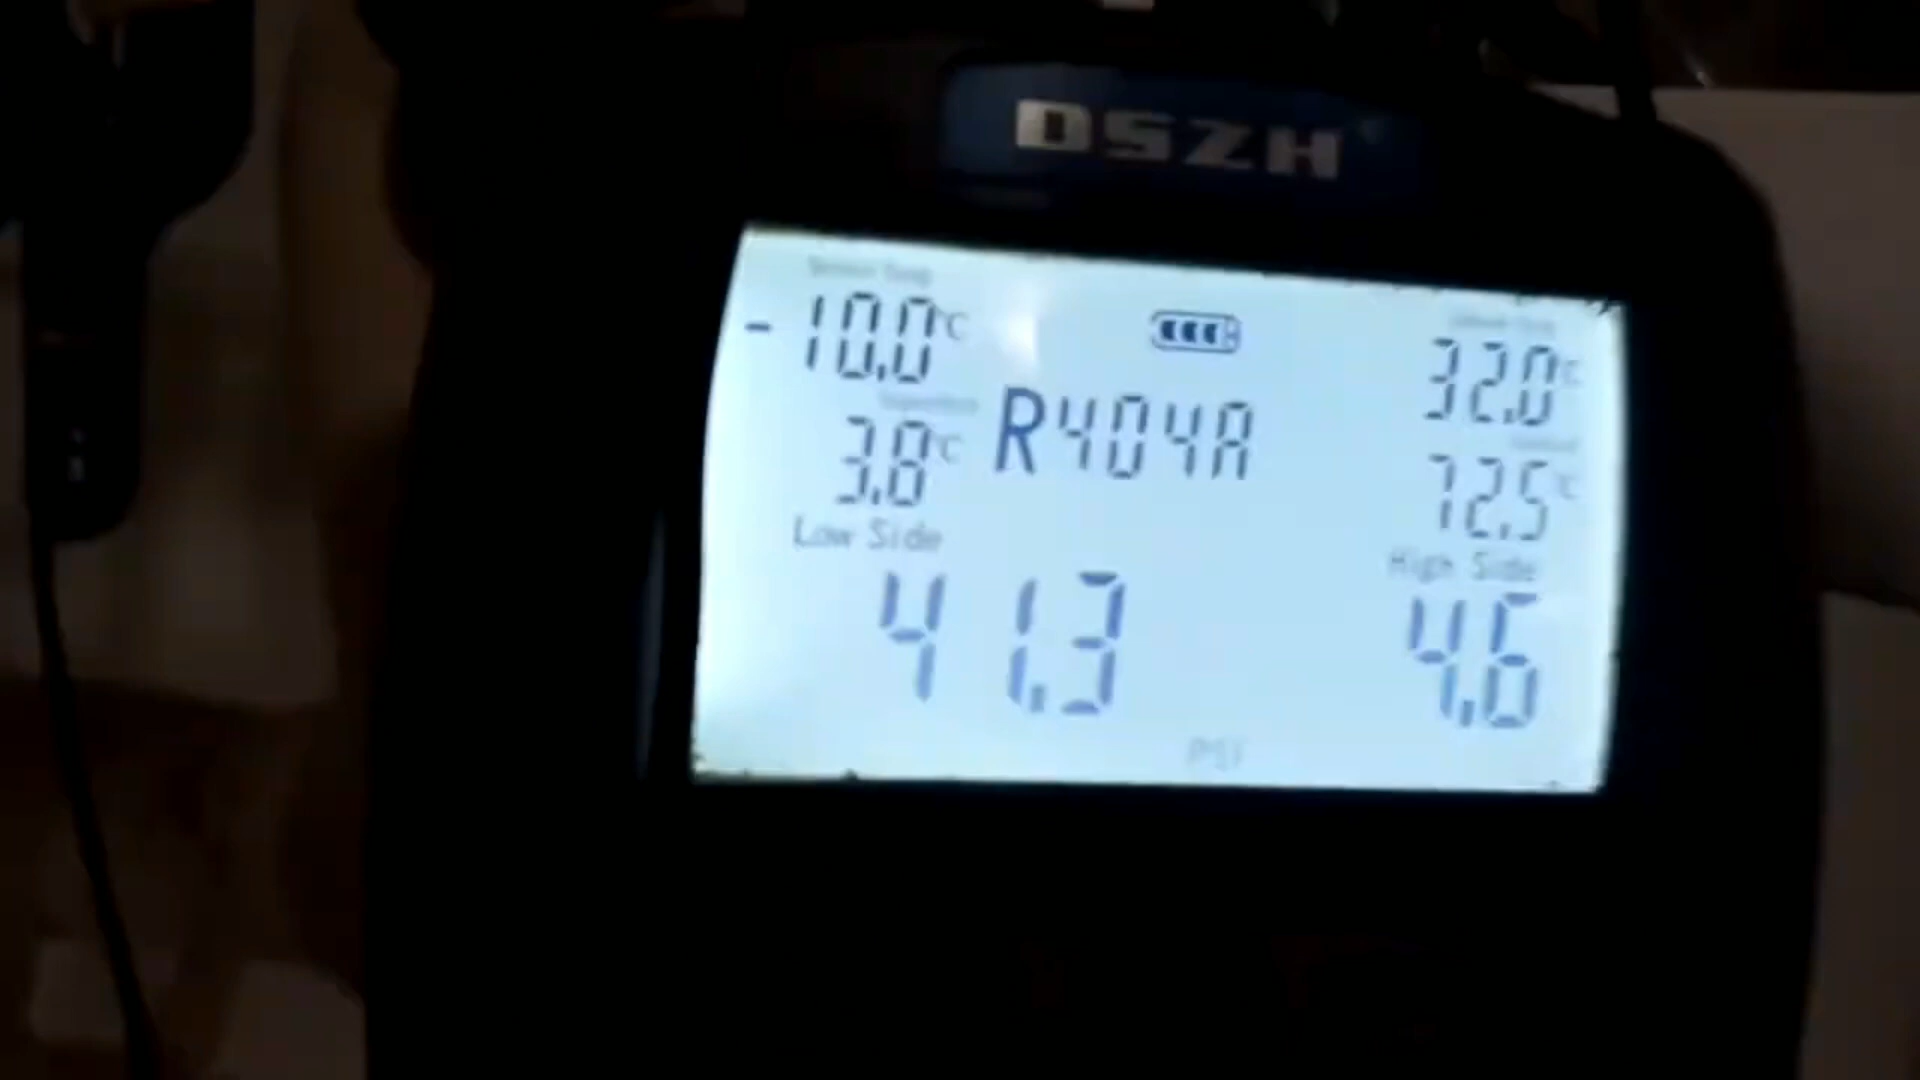 DSZH
-10.0°C
32.0°C
3.8°C
R404A
72.5°C
Low Side
High Side
41.3
4.6
PSI